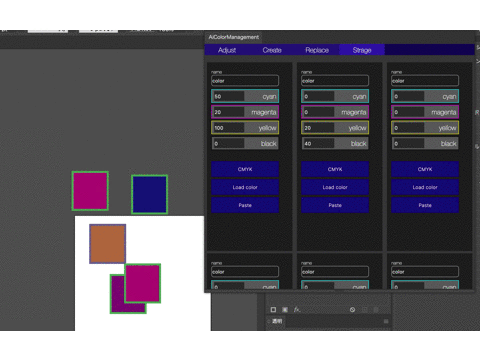 AiColorManagement
Adjust Create Replace Strage
name name name
color color color
50 cyan 0 cyan 0 cyan
20 magenta 0 magenta 0 magenta
100 yellow 20 yellow 0 yellow
0 black 40 black 0 black
CMYK CMYK CMYK
Load color Load color Load color
Paste Paste Paste
name name name
color color color
0 cyan 0 cyan 0 cyan
fx.
透明